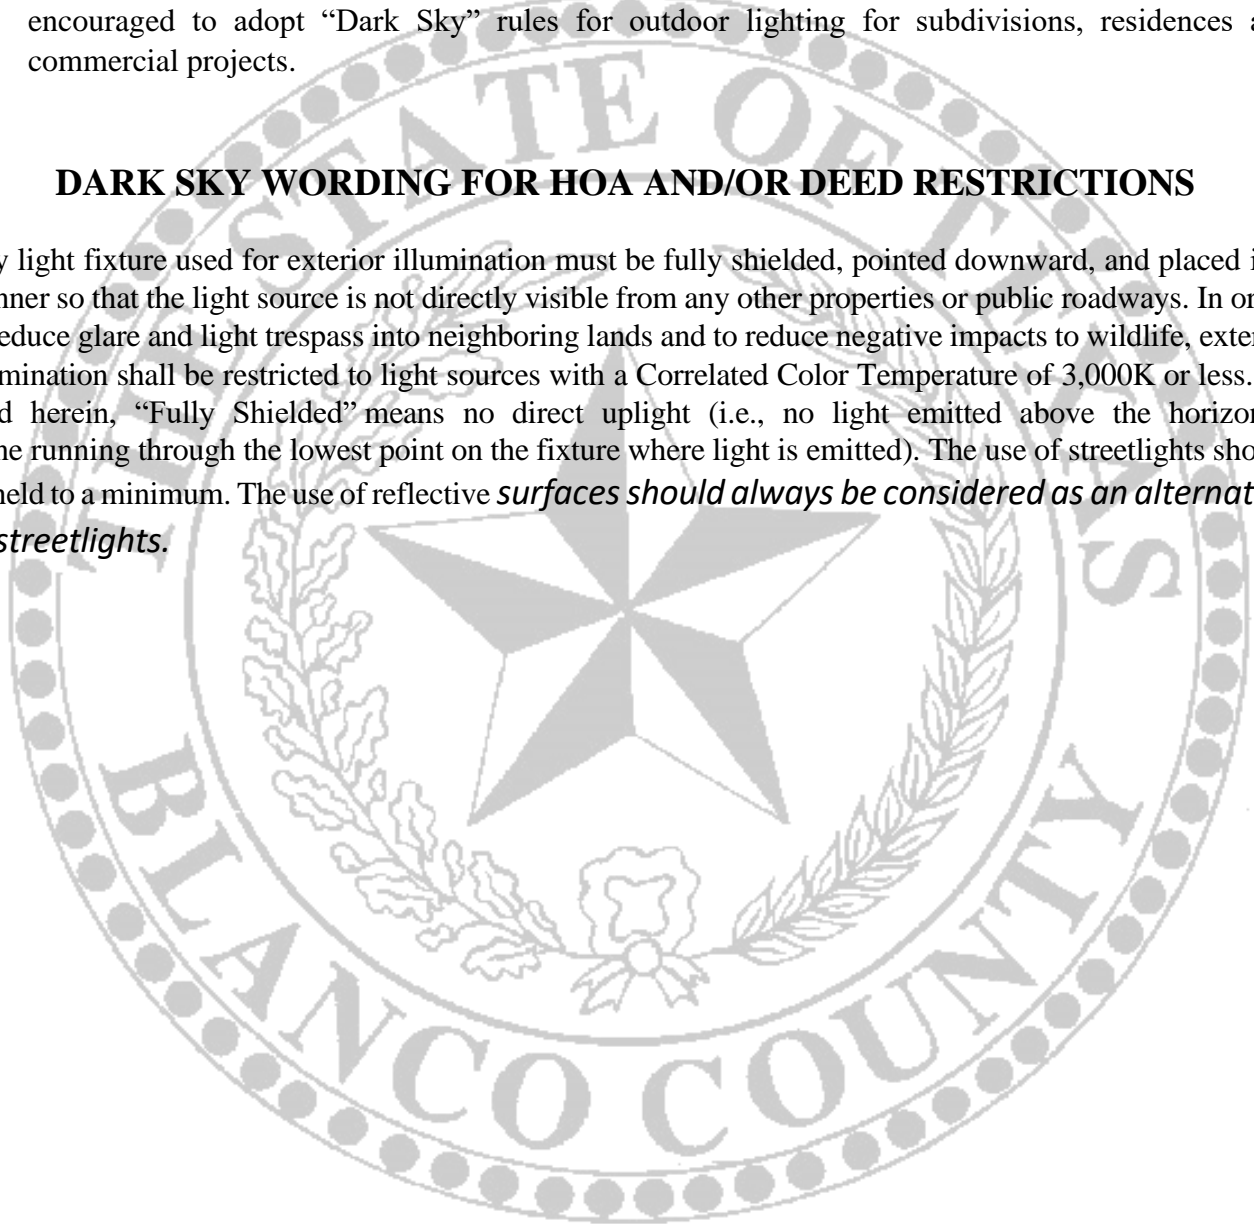 encouraged to adopt “Dark Sky” rules for outdoor lighting for subdivisions, residences a
commercial projects.
DARK SKY WORDING FOR HOA AND/OR DEED RESTRICTIONS
y light fixture used for exterior illumination must be fully shielded, pointed downward, and placed i
nner so that the light source is not directly visible from any other properties or public roadways. In or
educe glare and light trespass into neighboring lands and to reduce negative impacts to wildlife, exter
mination shall be restricted to light sources with a Correlated Color Temperature of 3,000K or less.
d herein, “Fully Shielded” means no direct uplight (i.e., no light emitted above the horizon
ne running through the lowest point on the fixture where light is emitted). The use of streetlights sho
held to a minimum. The use of reflective surfaces should always be considered as an alternat
streetlights.
THE STATE OF TEXAS
BLANCO COUNTY